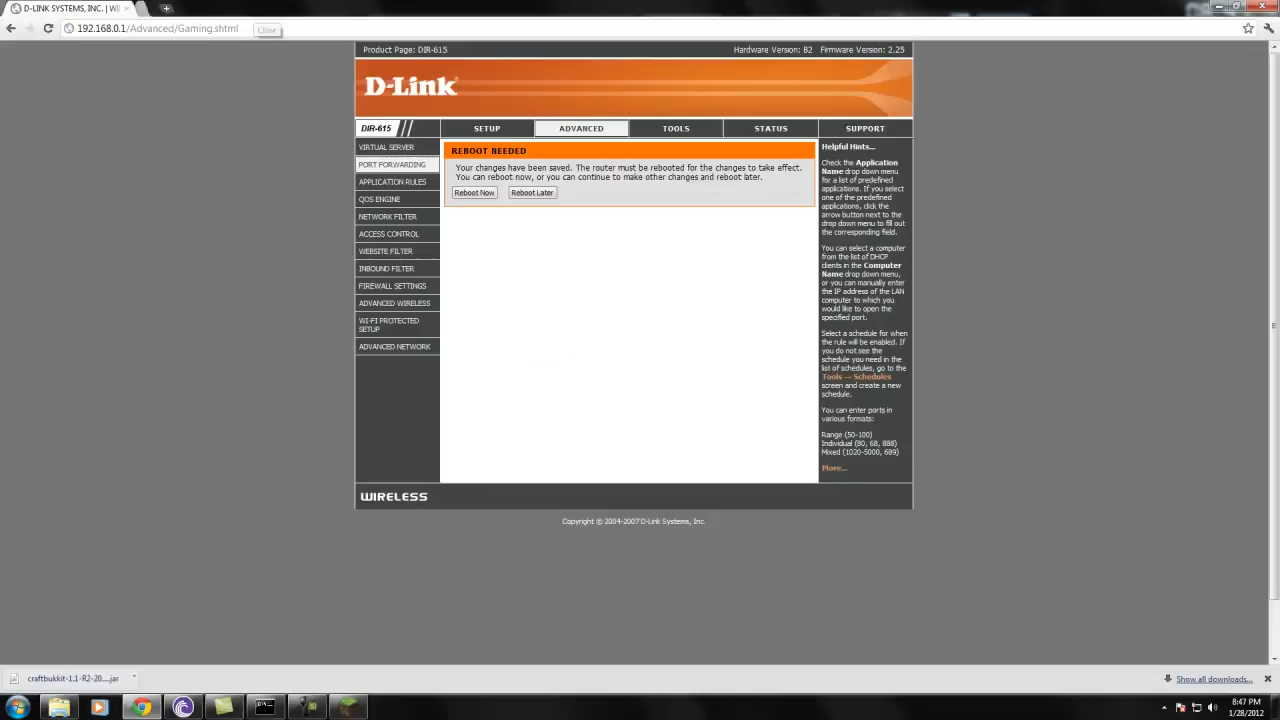 D-LINK SYSTEMS, INC. | WI
192.168.0.1/Advanced/Gaming.shtml
Close
Product Page: DIR-615
Hardware Version: B2
Firmware Version: 2.25
D-Link
DIR-615
SETUP
ADVANCED
TOOLS
STATUS
SUPPORT
VIRTUAL SERVER
PORT FORWARDING
APPLICATION RULES
QOS ENGINE
NETWORK FILTER
ACCESS CONTROL
WEBSITE FILTER
INBOUND FILTER
FIREWALL SETTINGS
ADVANCED WIRELESS
WI-FI PROTECTED
SETUP
ADVANCED NETWORK
REBOOT NEEDED
Your changes have been saved. The router must be rebooted for the changes to take effect.
You can reboot now, or you can continue to make other changes and reboot later.
Reboot Now
Reboot Later
Helpful Hints...
Check the Application
Name drop down menu
for a list of predefined
applications. If you select
one of the predefined
applications, click the
arrow button next to the
drop down menu to fill out
the corresponding field.
You can select a computer
from the list of DHCP
clients in the Computer
Name drop down menu,
or you can manually enter
the IP address of the LAN
computer to which you
would like to open the
specified port.
Select a schedule for when
the rule will be enabled. If
you do not see the
schedule you need in the
list of schedules, go to the
Tools → Schedules
screen and create a new
schedule.
You can enter ports in
various formats:
Range (50-100)
Individual (80, 68, 888)
Mixed (1020-5000, 689)
More...
WIRELESS
Copyright © 2004-2007 D-Link Systems, Inc.
craftbukkit-1.1-R2-20....jar
Show all downloads...
8:47 PM
1/28/2012